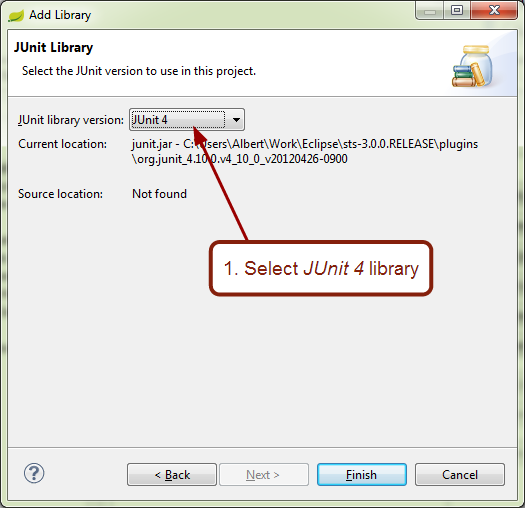 Add Library
JUnit Library
Select the JUnit version to use in this project.
JUnit library version: JUnit 4
Current location: junit.jar - C:\Users\Albert\Work\Eclipse\sts-3.0.0.RELEASE\plugins
\org.junit_4.10.0.v4_10_0_v20120426-0900
Source location: Not found
1. Select JUnit 4 library
< Back Next > Finish Cancel